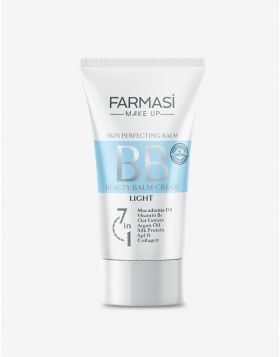 FARMASİ
MAKE UP
SKIN PERFECTING BALM
BB
BEAUTY BALM CREAM
LIGHT
7 in 1
Macadamia Oil
Vitamin B5
Oat Extract
Argan Oil
Silk Protein
Spf 15
Collagen